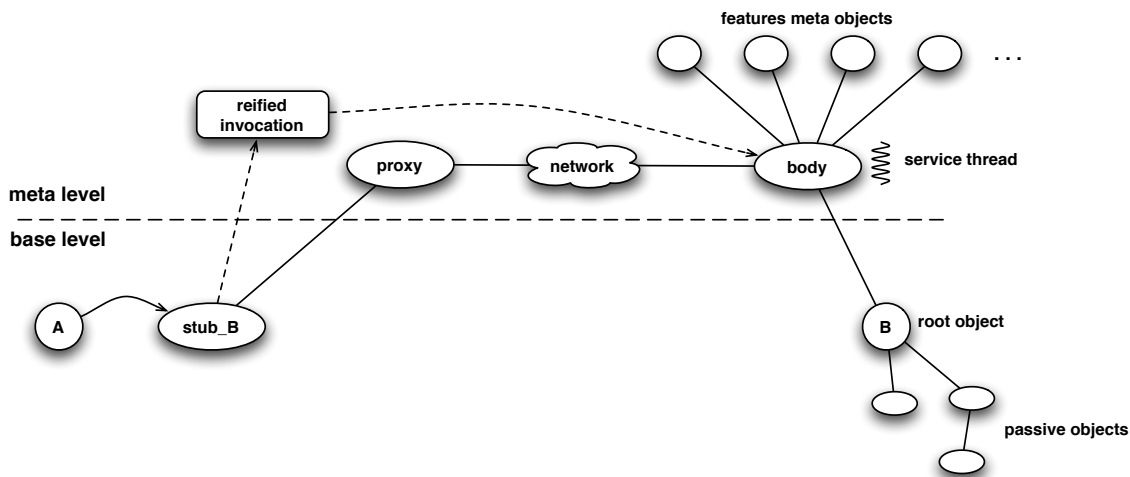 features meta objects
. . .
reified
invocation
proxy
network
body
service thread
meta level
base level
A
stub_B
B
root object
passive objects